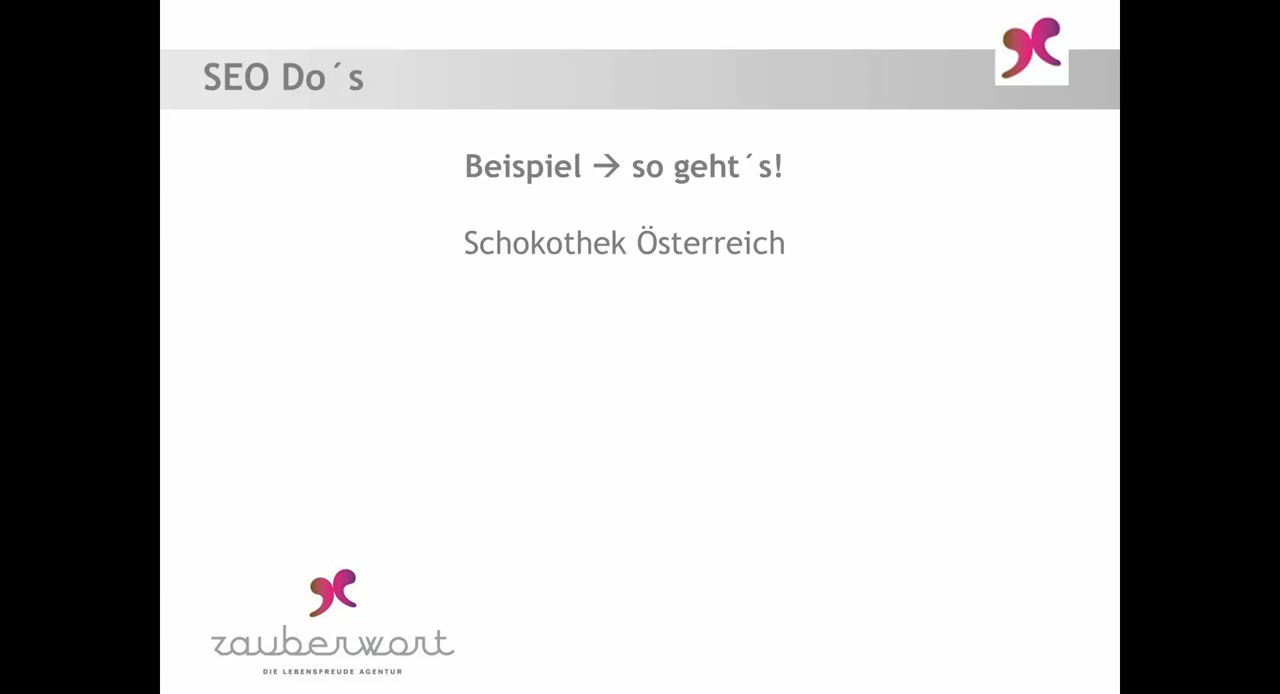 SEO Do´s
Beispiel → so geht´s!
Schokothek Österreich
zauberwort
DIE LEBENSFREUDE AGENTUR